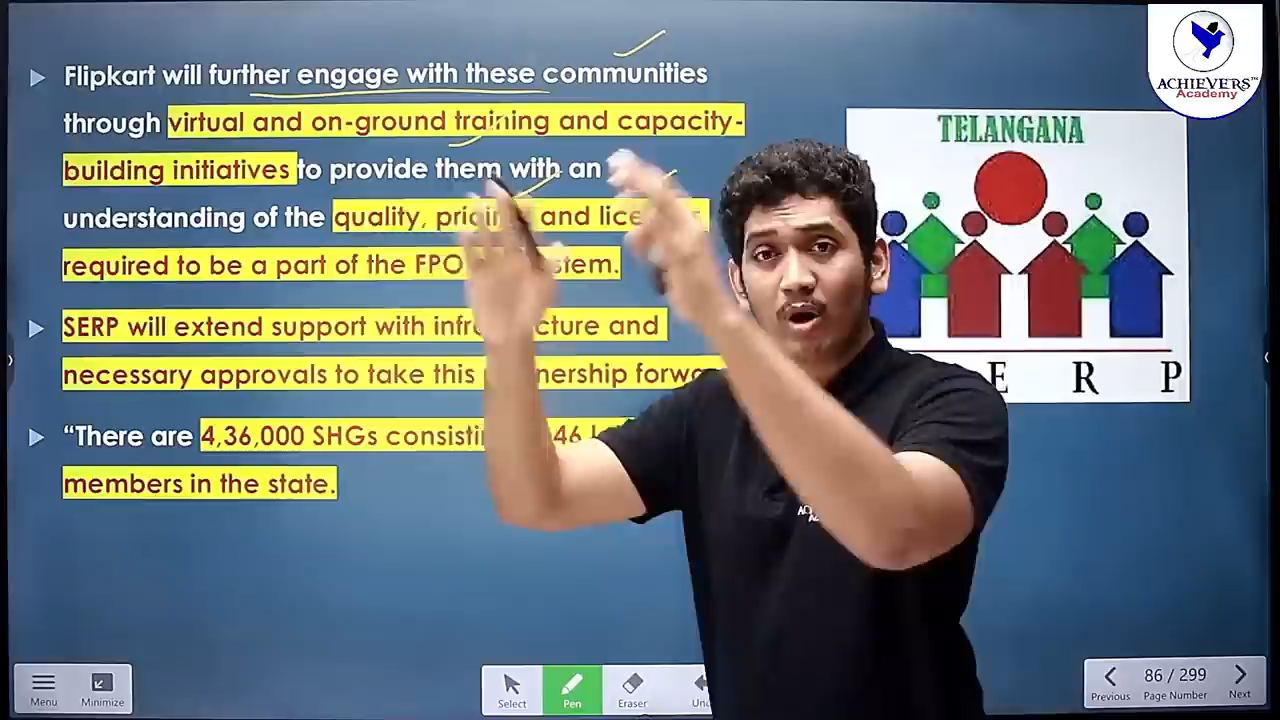 Flipkart will further engage with these communities
through virtual and on-ground training and capacity-
building initiatives to provide them with an
understanding of the quality, and
required to be a part of the FPO
SERP will extend support with and
necessary approvals to take this
“There are 4,36,000 SHGs
members in the state.
TELANGANA
E R P
ACHIEVERS™
Academy
Menu
Minimize
Select
Pen
Eraser
Previous
86 / 299
Page Number
Next